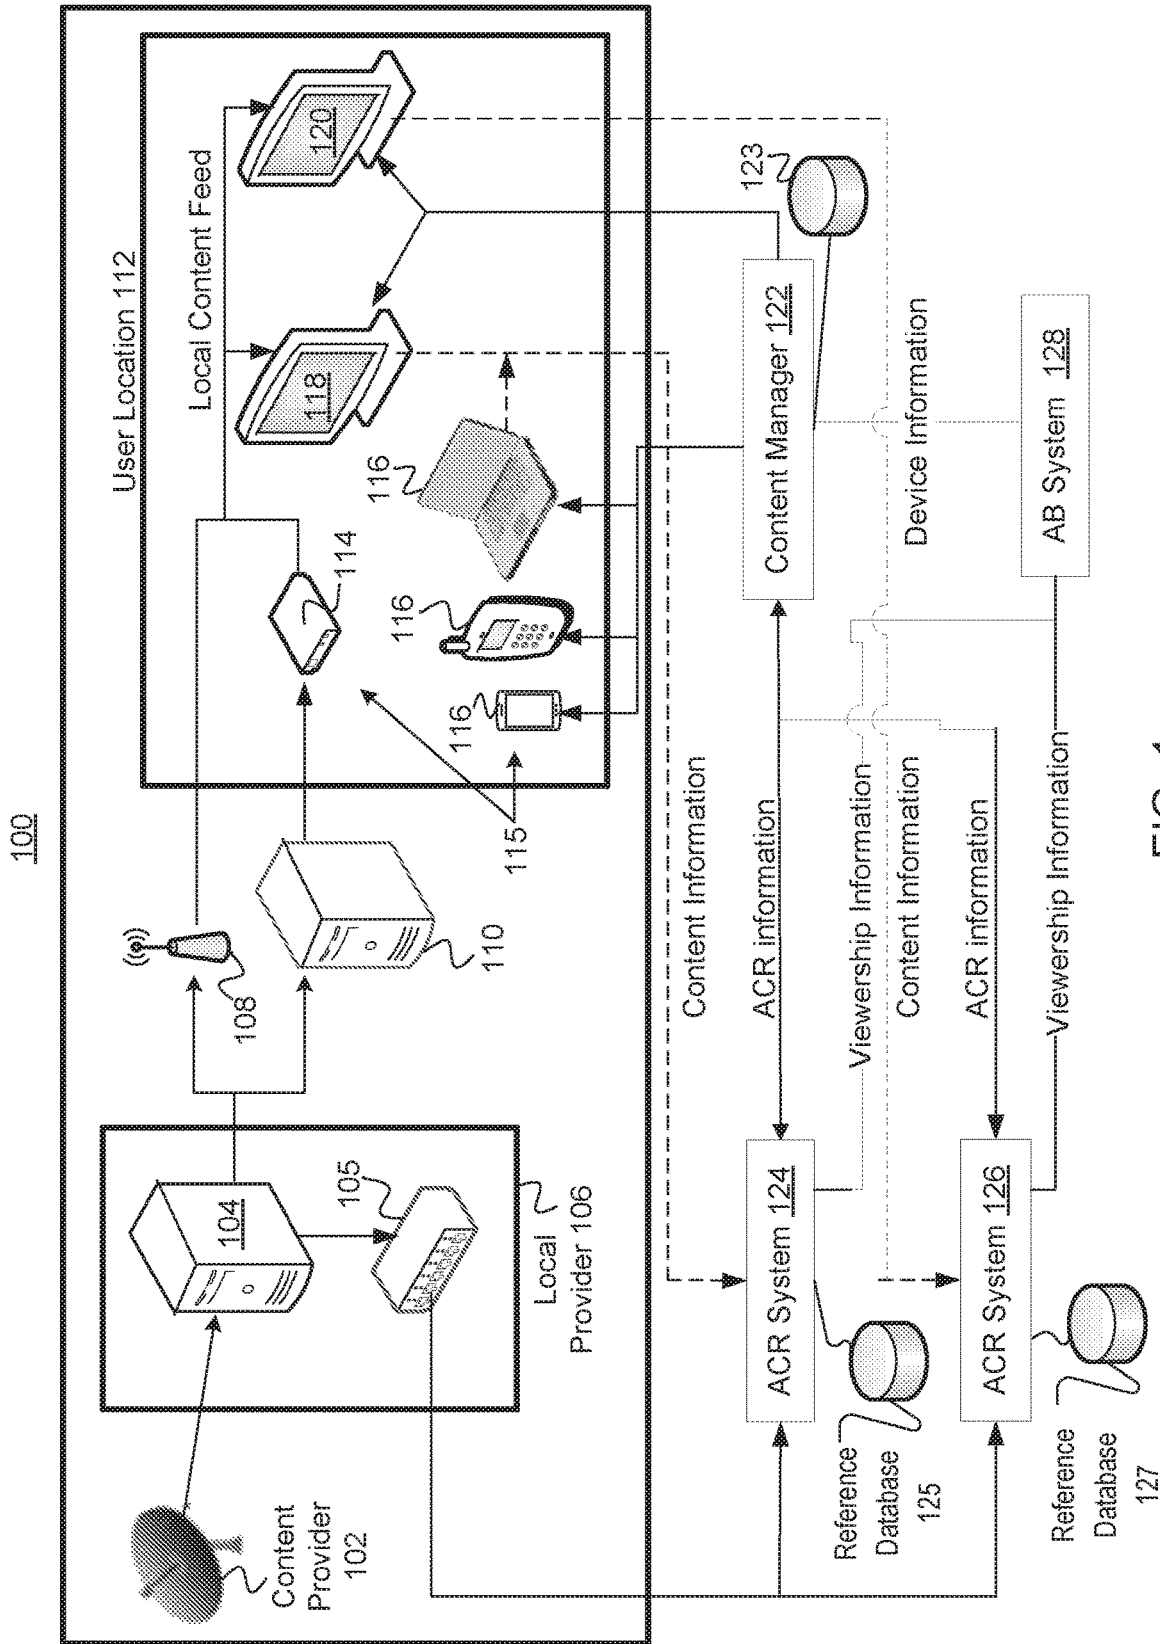 100
User Location 112
Local Content Feed
108
110
114
118
120
116
116
116
115
104
105
Local
Provider 106
Content
Provider
102
Content Information
ACR information
Viewership Information
Content Information
ACR information
Viewership Information
Content Manager 122
123
Device Information
AB System 128
ACR System 124
ACR System 126
Reference
Database
125
Reference
Database
127